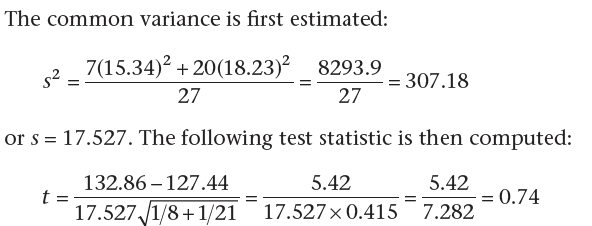 The common variance is first estimated:
s² = 7(15.34)² + 20(18.23)² / 27 = 8293.9 / 27 = 307.18
or s = 17.527. The following test statistic is then computed:
t = 132.86 – 127.44 / 17.527√1/8 + 1/21 = 5.42 / 17.527 × 0.415 = 5.42 / 7.282 = 0.74